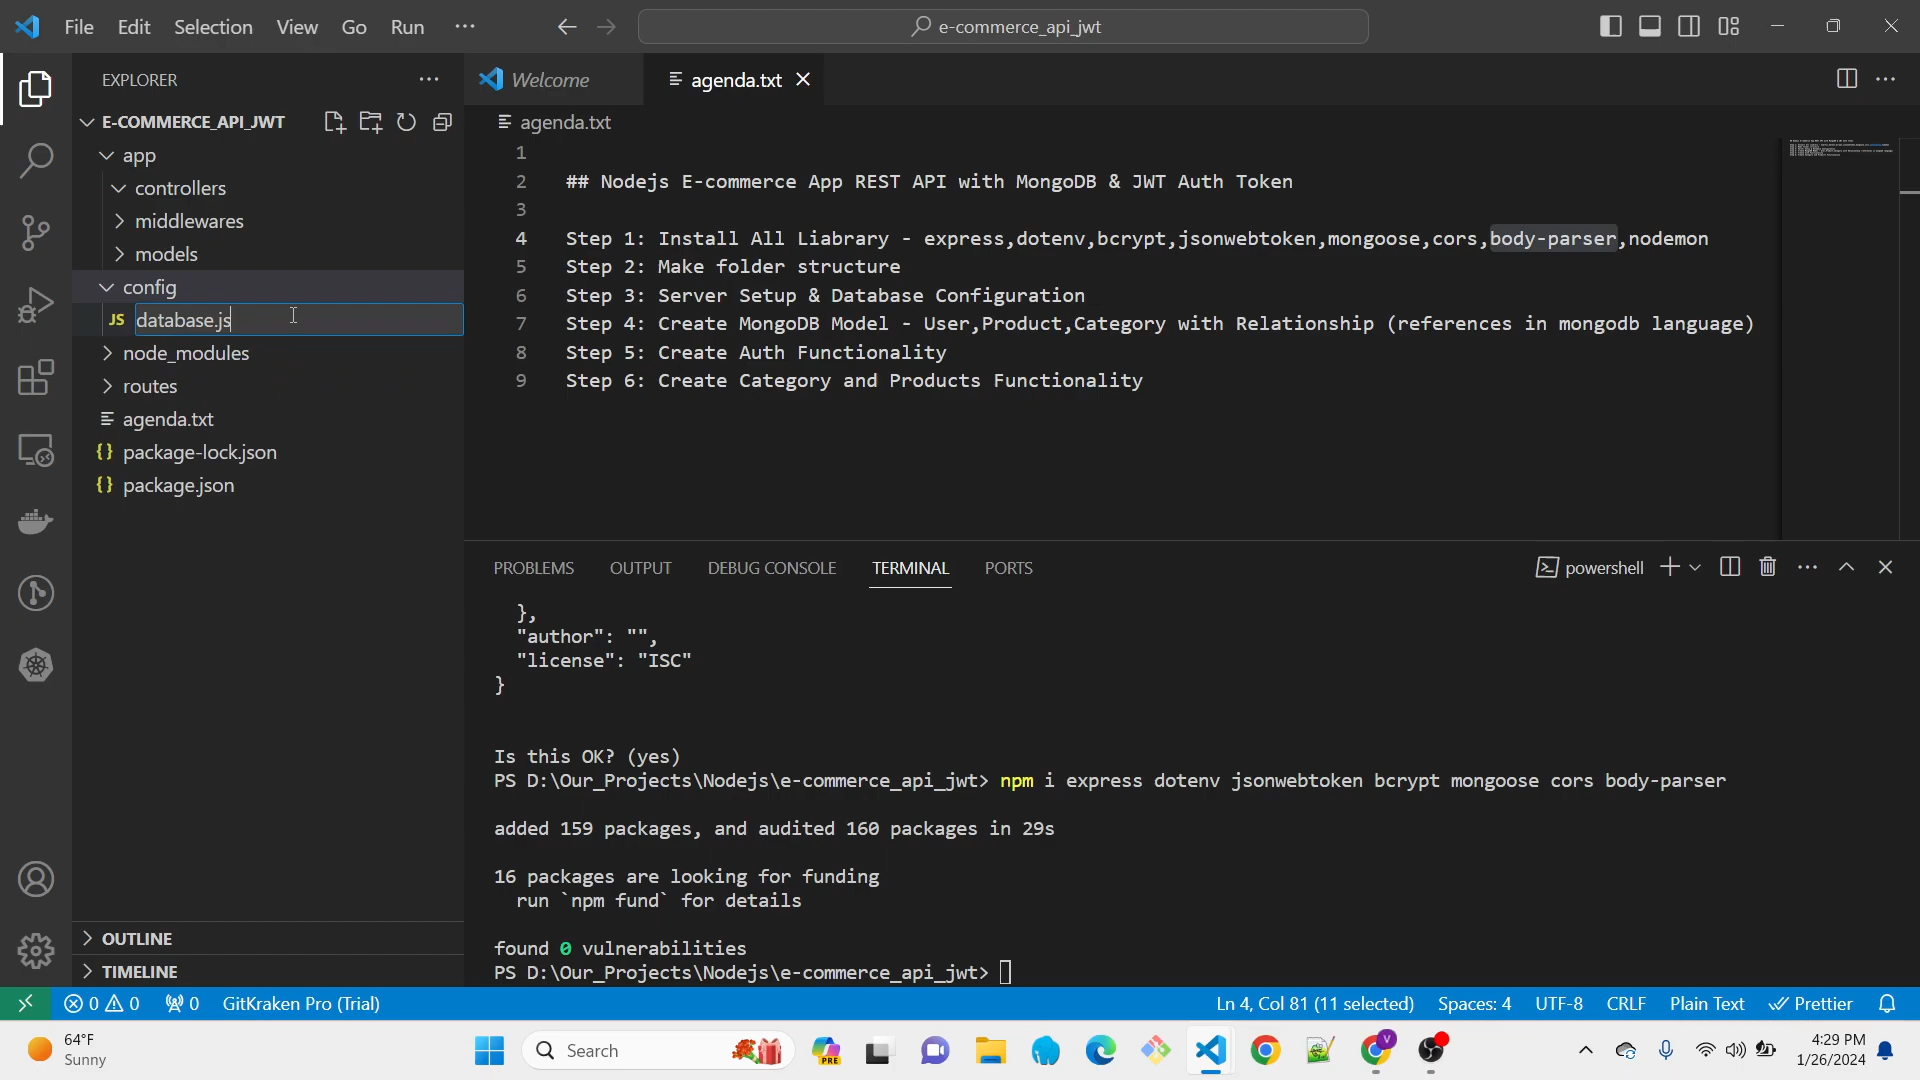 File Edit Selection View Go Run ···
e-commerce_api_jwt
EXPLORER
E-COMMERCE_API_JWT
app
controllers
middlewares
models
config
JS database.js
node_modules
routes
agenda.txt
{} package-lock.json
{} package.json
OUTLINE
TIMELINE
Welcome
agenda.txt
agenda.txt
1
2 ## Nodejs E-commerce App REST API with MongoDB & JWT Auth Token
3
4 Step 1: Install All Liabrary - express,dotenv,bcrypt,jsonwebtoken,mongoose,cors,body-parser,nodemon
5 Step 2: Make folder structure
6 Step 3: Server Setup & Database Configuration
7 Step 4: Create MongoDB Model - User,Product,Category with Relationship (references in mongodb language)
8 Step 5: Create Auth Functionality
9 Step 6: Create Category and Products Functionality
PROBLEMS OUTPUT DEBUG CONSOLE TERMINAL PORTS
powershell
},
"author": "",
"license": "ISC"
}
Is this OK? (yes)
PS D:\Our_Projects\Nodejs\e-commerce_api_jwt> npm i express dotenv jsonwebtoken bcrypt mongoose cors body-parser
added 159 packages, and audited 160 packages in 29s
16 packages are looking for funding
run `npm fund` for details
found 0 vulnerabilities
PS D:\Our_Projects\Nodejs\e-commerce_api_jwt>
0 0 0 GitKraken Pro (Trial) Ln 4, Col 81 (11 selected) Spaces: 4 UTF-8 CRLF Plain Text Prettier
64°F
Sunny
Search
PRE
V
4:29 PM
1/26/2024